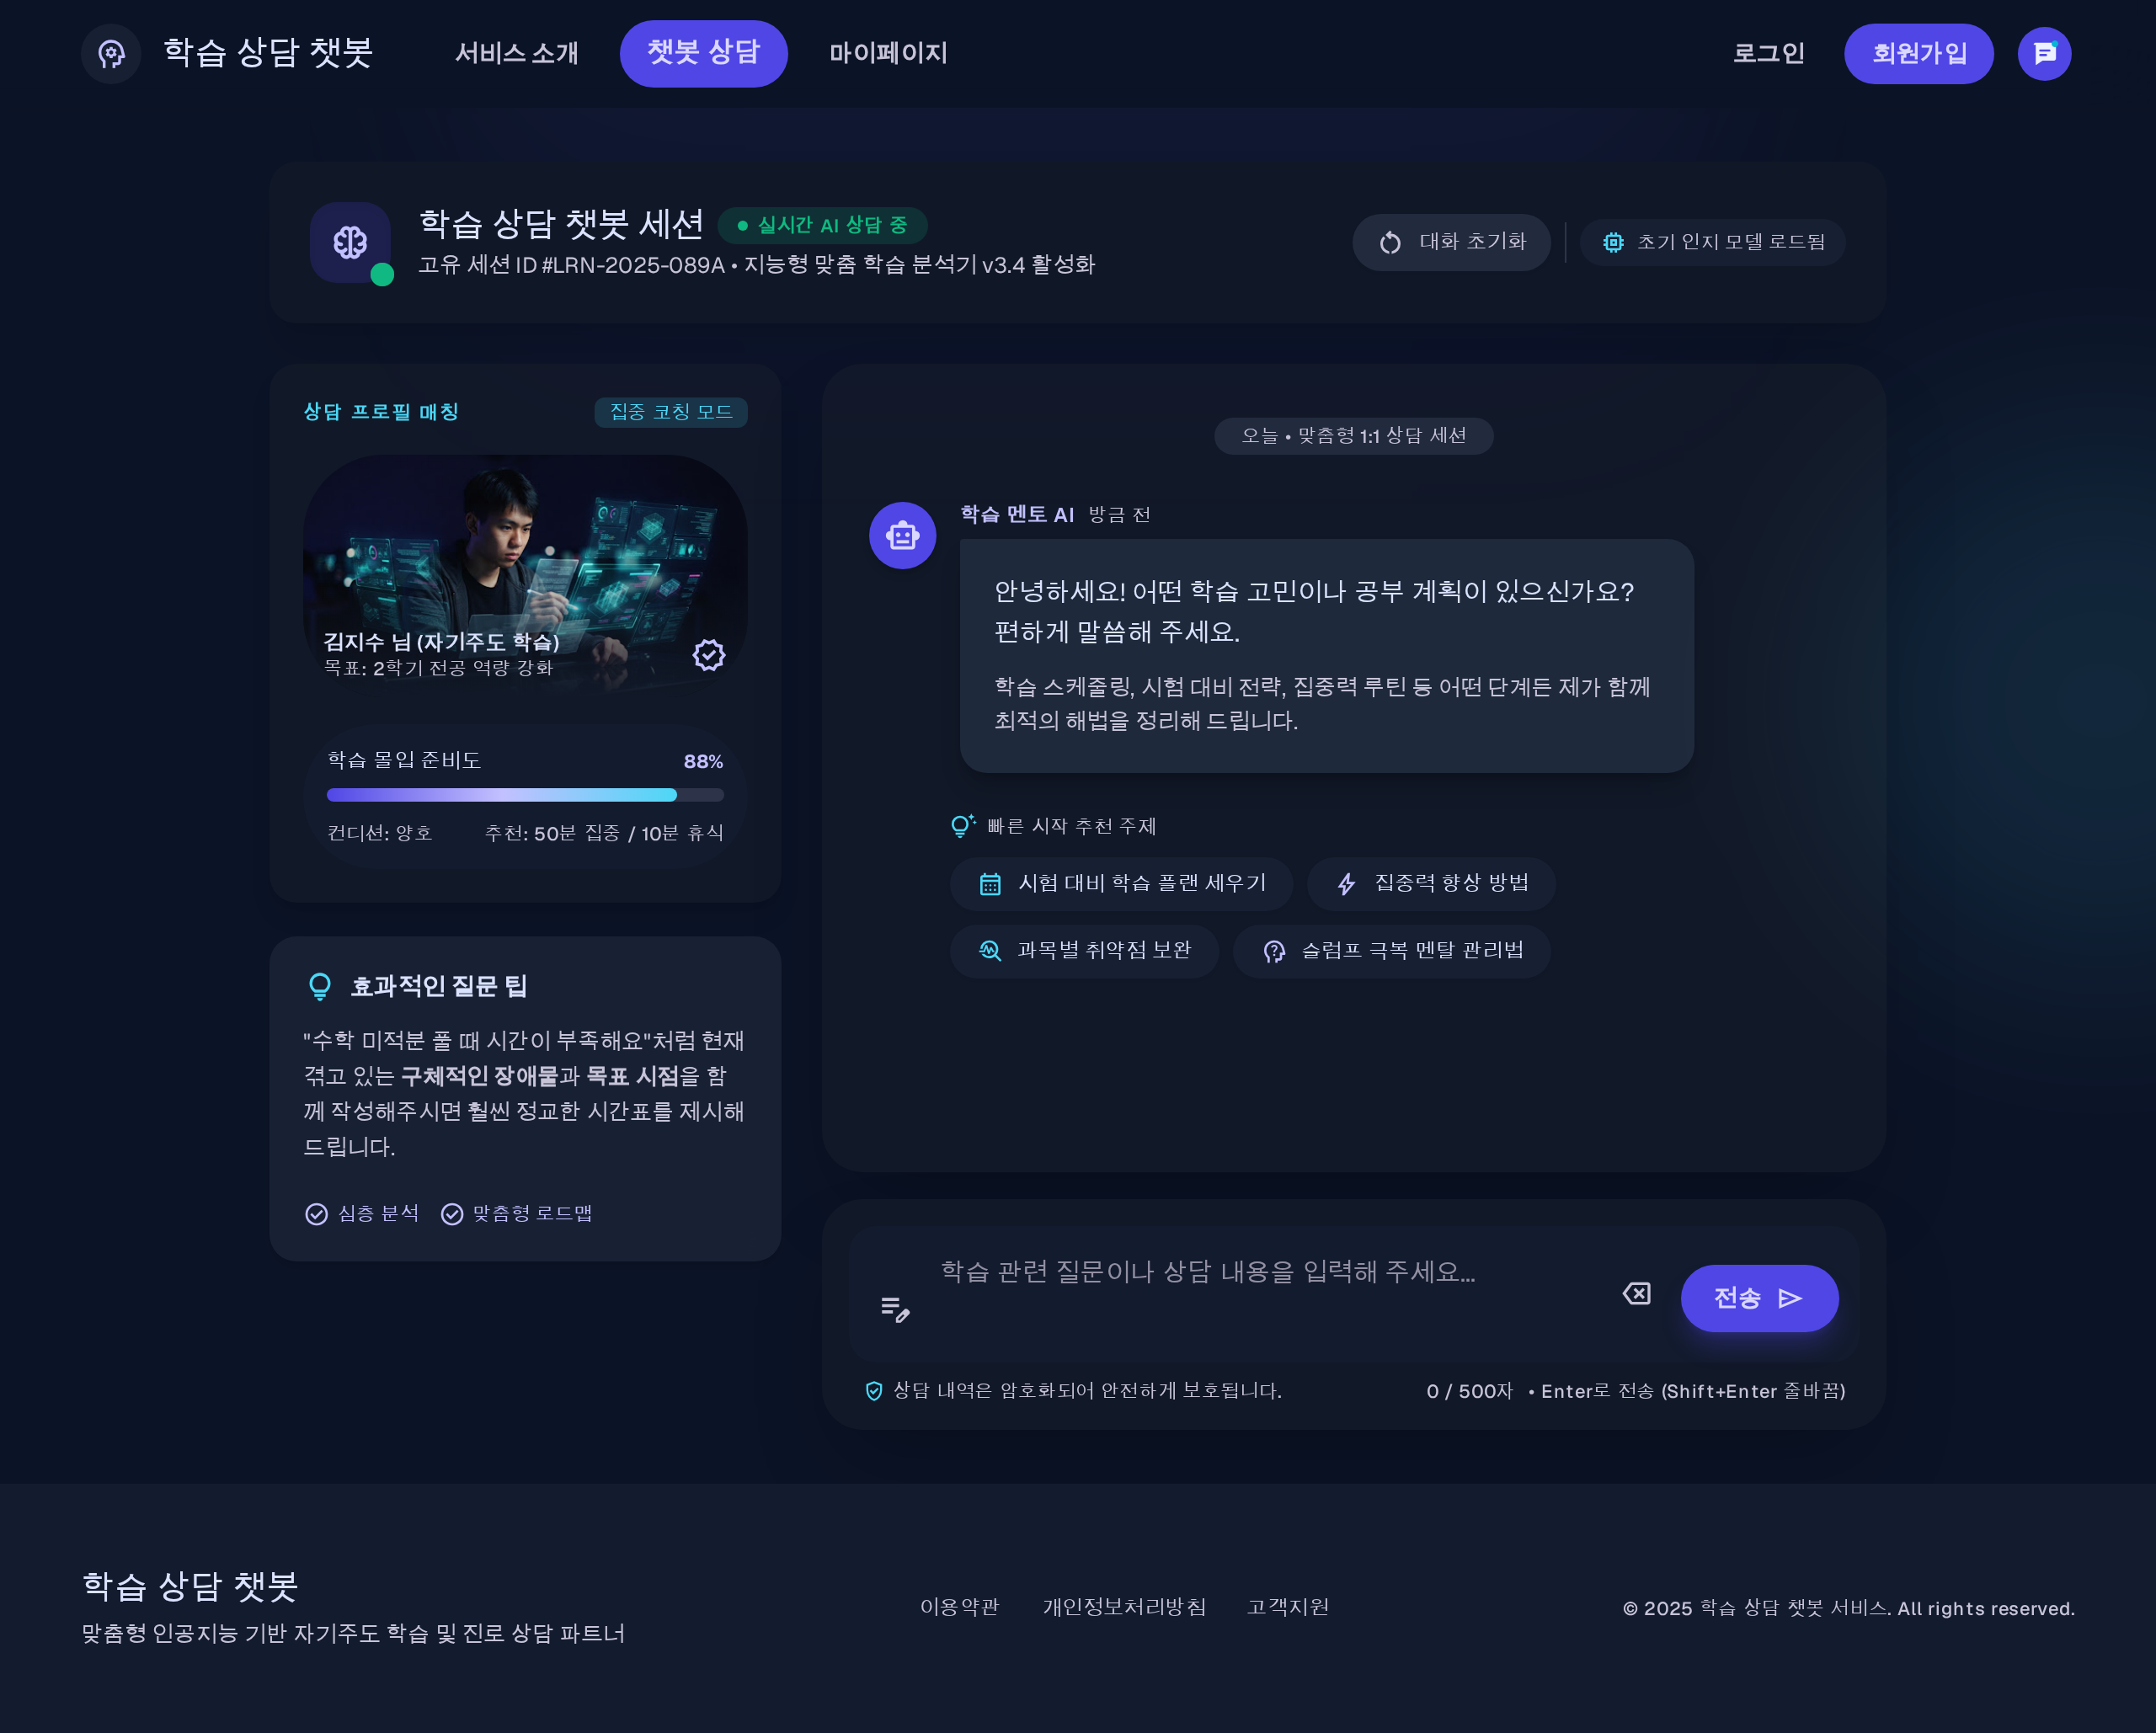 학습 상담 챗봇
서비스 소개
챗봇 상담
마이페이지
로그인
회원가입
학습 상담 챗봇 세션
실시간 AI 상담 중
고유 세션 ID #LRN-2025-089A • 지능형 맞춤 학습 분석기 v3.4 활성화
대화 초기화
초기 인지 모델 로드됨
상담 프로필 매칭
집중 코칭 모드
김지수 님 (자기주도 학습)
목표: 2학기 전공 역량 강화
학습 몰입 준비도
88%
컨디션: 양호
추천: 50분 집중 / 10분 휴식
효과적인 질문 팁
"수학 미적분 풀 때 시간이 부족해요"처럼 현재
겪고 있는 구체적인 장애물과 목표 시점을 함
께 작성해주시면 훨씬 정교한 시간표를 제시해
드립니다.
심층 분석
맞춤형 로드맵
오늘 • 맞춤형 1:1 상담 세션
학습 멘토 AI
방금 전
안녕하세요! 어떤 학습 고민이나 공부 계획이 있으신가요?
편하게 말씀해 주세요.
학습 스케줄링, 시험 대비 전략, 집중력 루틴 등 어떤 단계든 제가 함께
최적의 해법을 정리해 드립니다.
빠른 시작 추천 주제
시험 대비 학습 플랜 세우기
집중력 향상 방법
과목별 취약점 보완
슬럼프 극복 멘탈 관리법
학습 관련 질문이나 상담 내용을 입력해 주세요...
전송
상담 내역은 암호화되어 안전하게 보호됩니다.
0 / 500자
• Enter로 전송 (Shift+Enter 줄바꿈)
학습 상담 챗봇
맞춤형 인공지능 기반 자기주도 학습 및 진로 상담 파트너
이용약관
개인정보처리방침
고객지원
© 2025 학습 상담 챗봇 서비스. All rights reserved.